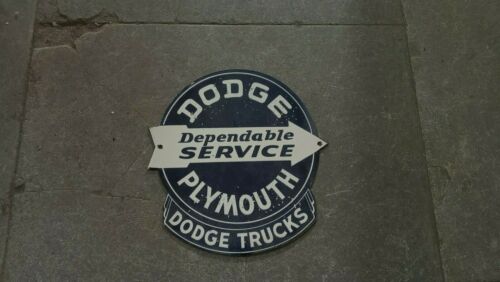 DODGE
Dependable
SERVICE
PLYMOUTH
DODGE TRUCKS